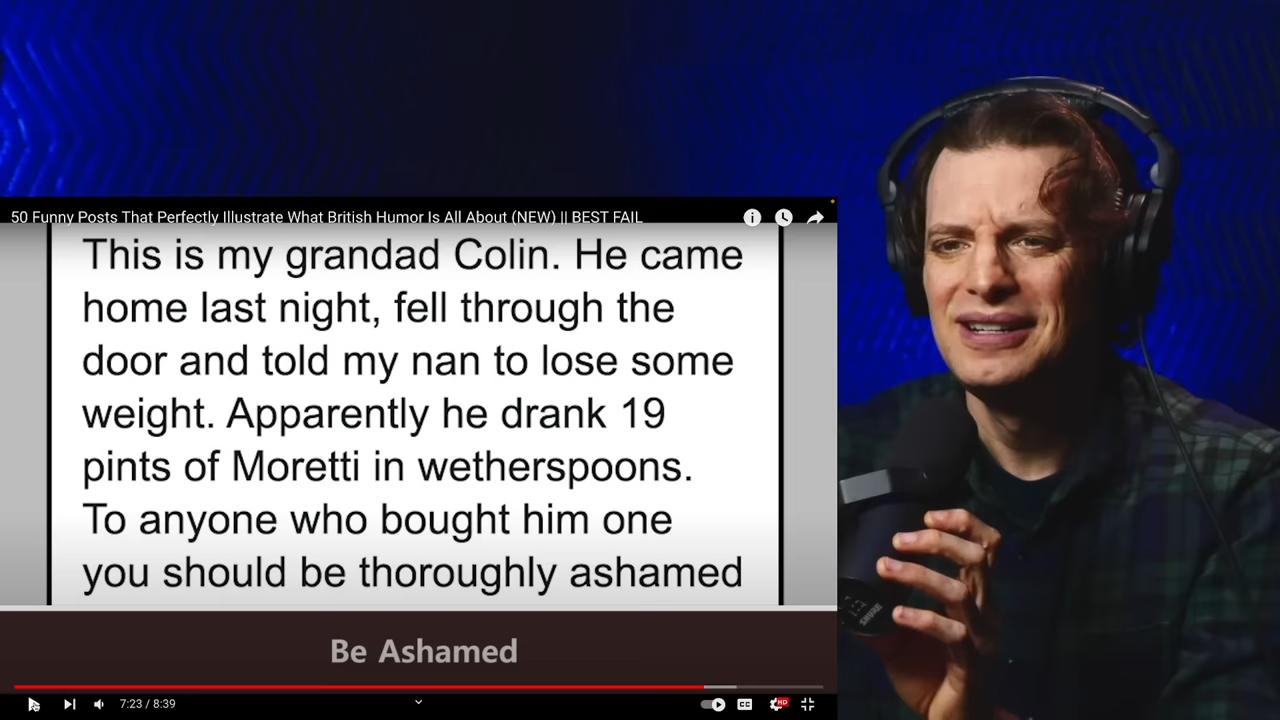 50 Funny Posts That Perfectly Illustrate What British Humor Is All About (NEW) || BEST FAIL
This is my grandad Colin. He came
home last night, fell through the
door and told my nan to lose some
weight. Apparently he drank 19
pints of Moretti in wetherspoons.
To anyone who bought him one
you should be thoroughly ashamed
Be Ashamed
7:23 / 8:39
CC
HD
SHURE